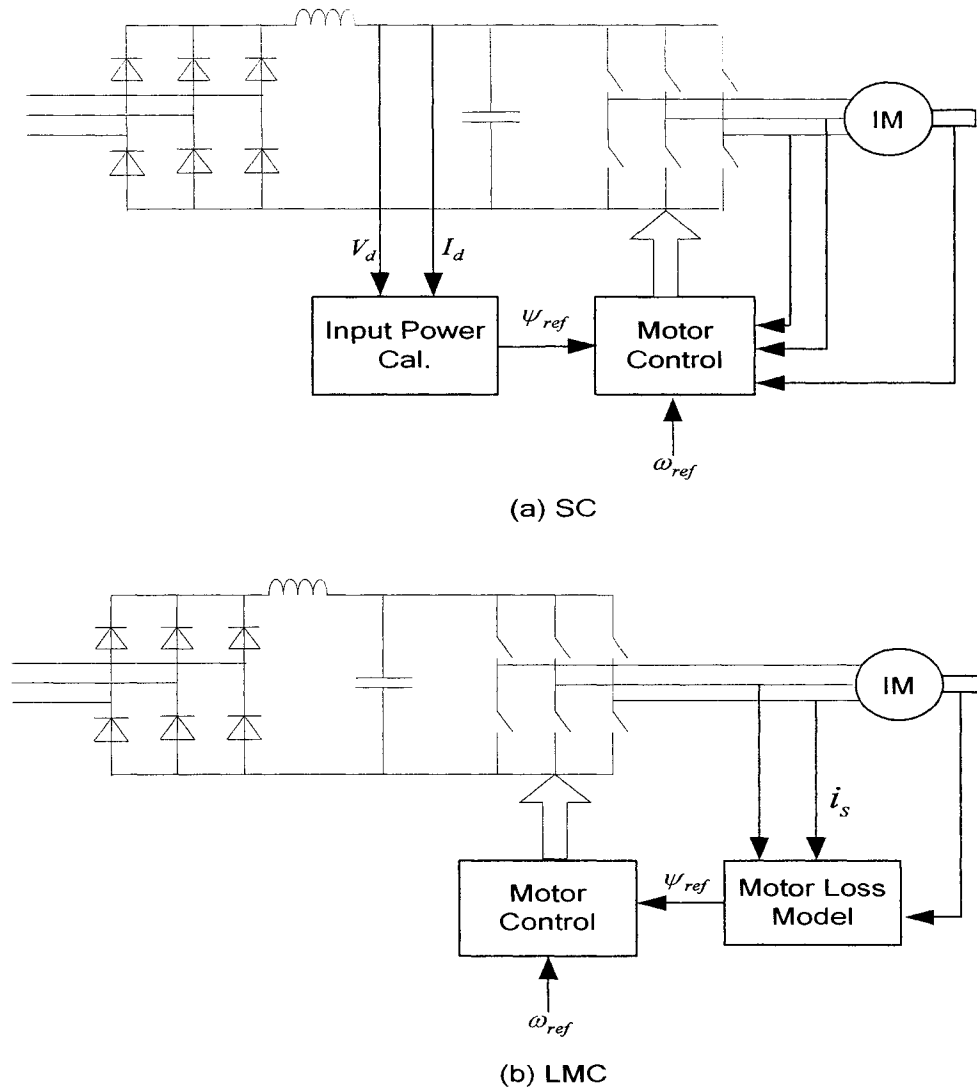 IM
V_d
I_d
Input Power
Cal.
ψ_ref
Motor
Control
ω_ref
(a) SC
IM
i_s
Motor
Control
ψ_ref
Motor Loss
Model
ω_ref
(b) LMC